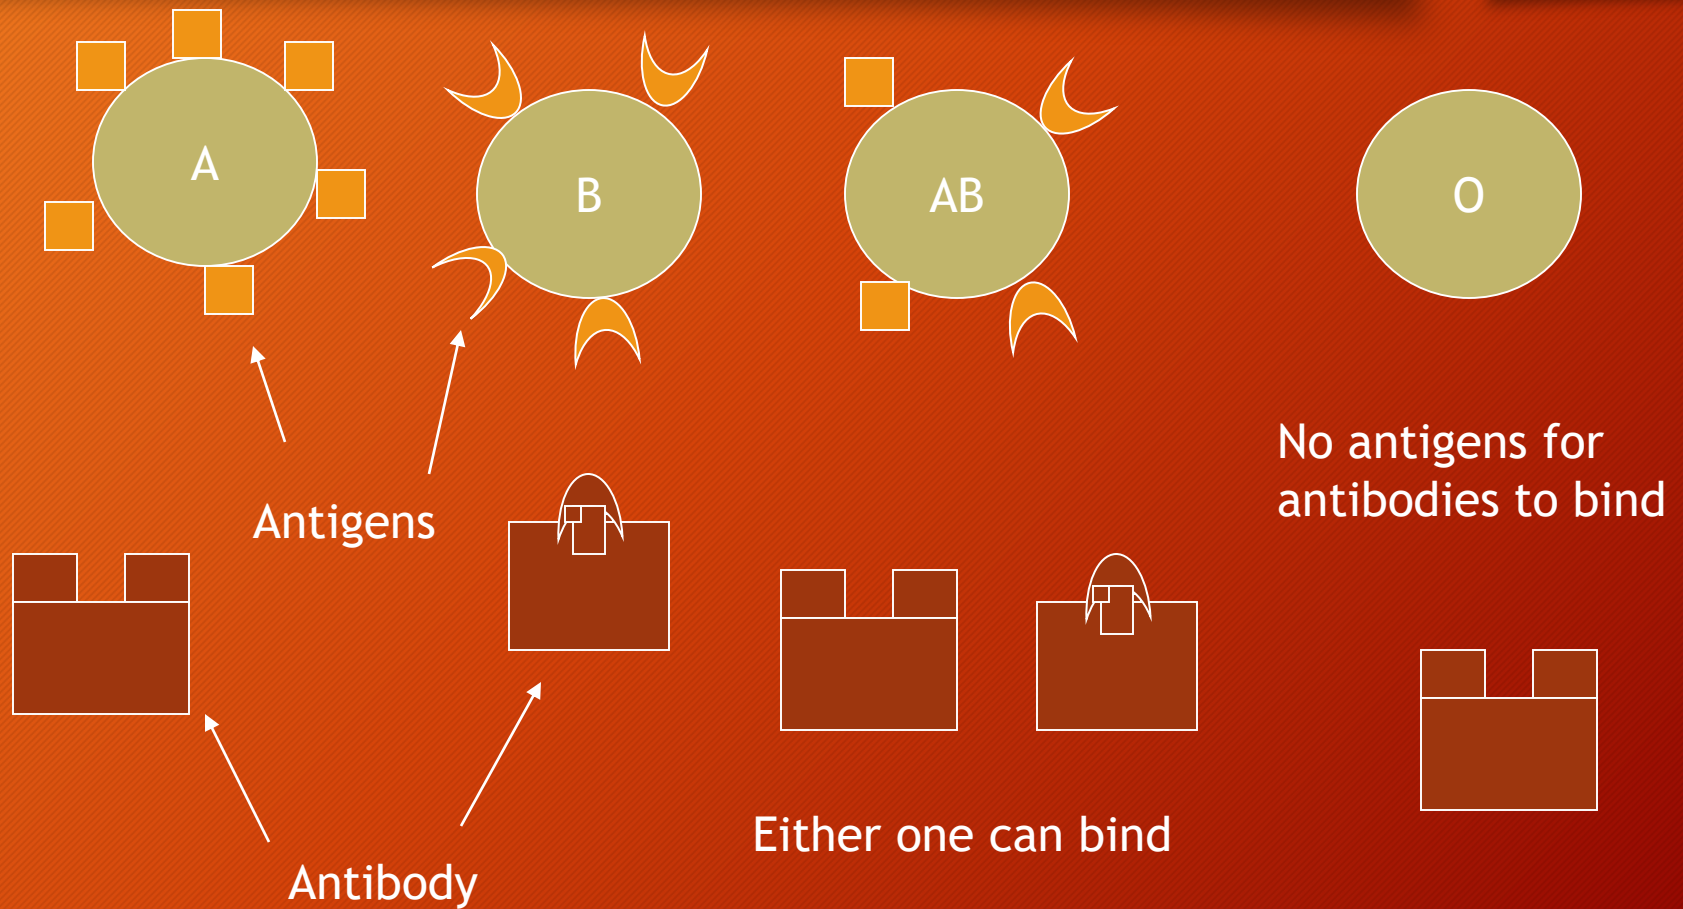 A
B
AB
O
Antigens
No antigens for
antibodies to bind
Either one can bind
Antibody